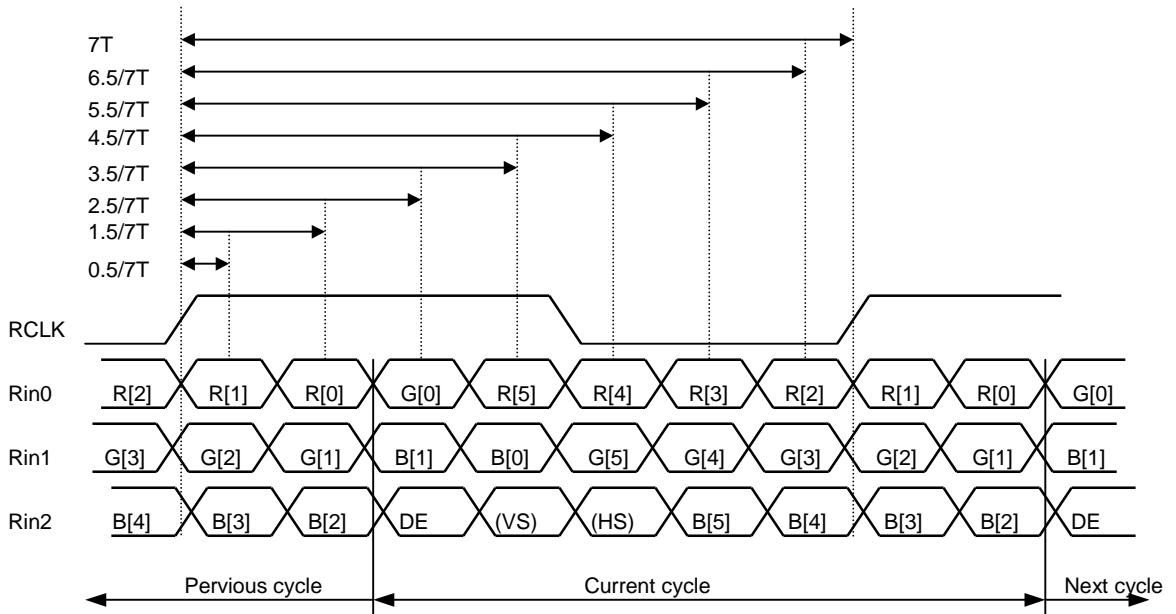 7T
6.5/7T
5.5/7T
4.5/7T
3.5/7T
2.5/7T
1.5/7T
0.5/7T
RCLK
Rin0 R[2] R[1] R[0] G[0] R[5] R[4] R[3] R[2] R[1] R[0] G[0]
Rin1 G[3] G[2] G[1] B[1] B[0] G[5] G[4] G[3] G[2] G[1] B[1]
Rin2 B[4] B[3] B[2] DE (VS) (HS) B[5] B[4] B[3] B[2] DE
Pervious cycle Current cycle Next cycle